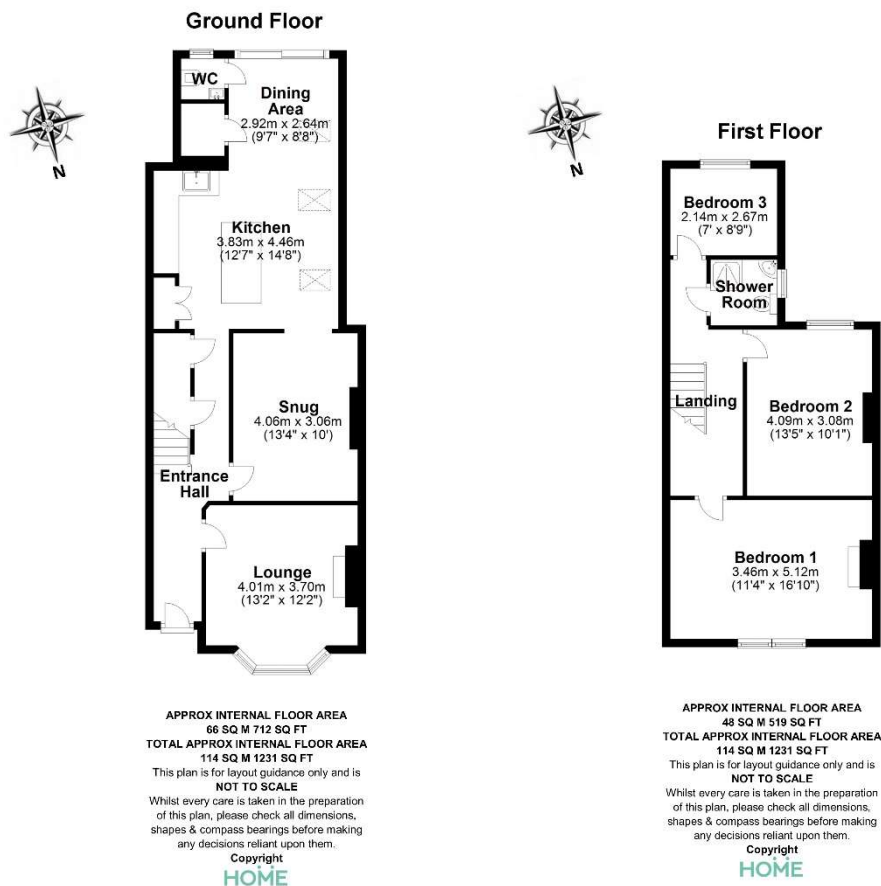 Ground Floor
WC
Dining
Area
2.92m x 2.64m
(9'7" x 8'8")
N
Kitchen
3.83m x 4.46m
(12'7" x 14'8")
Snug
4.06m x 3.06m
(13'4" x 10')
Entrance
Hall
Lounge
4.01m x 3.70m
(13'2" x 12'2")
APPROX INTERNAL FLOOR AREA
66 SQ M 712 SQ FT
TOTAL APPROX INTERNAL FLOOR AREA
114 SQ M 1231 SQ FT
This plan is for layout guidance only and is
NOT TO SCALE
Whilst every care is taken in the preparation
of this plan, please check all dimensions,
shapes & compass bearings before making
any decisions reliant upon them.
Copyright
HOME
First Floor
N
Bedroom 3
2.14m x 2.67m
(7' x 8'9")
Shower
Room
Landing
Bedroom 2
4.09m x 3.08m
(13'5" x 10'1")
Bedroom 1
3.46m x 5.12m
(11'4" x 16'10")
APPROX INTERNAL FLOOR AREA
48 SQ M 519 SQ FT
TOTAL APPROX INTERNAL FLOOR AREA
114 SQ M 1231 SQ FT
This plan is for layout guidance only and is
NOT TO SCALE
Whilst every care is taken in the preparation
of this plan, please check all dimensions,
shapes & compass bearings before making
any decisions reliant upon them.
Copyright
HOME